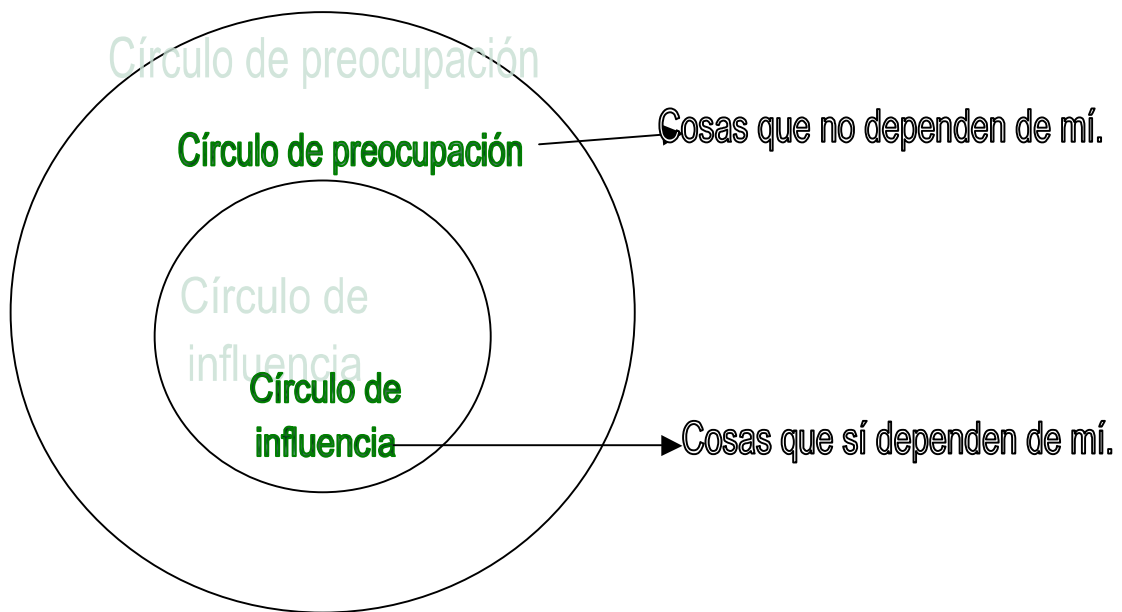 Círculo de preocupación
Círculo de preocupación
Cosas que no dependen de mí.
Círculo de
influencia
Círculo de
influencia
Cosas que sí dependen de mí.